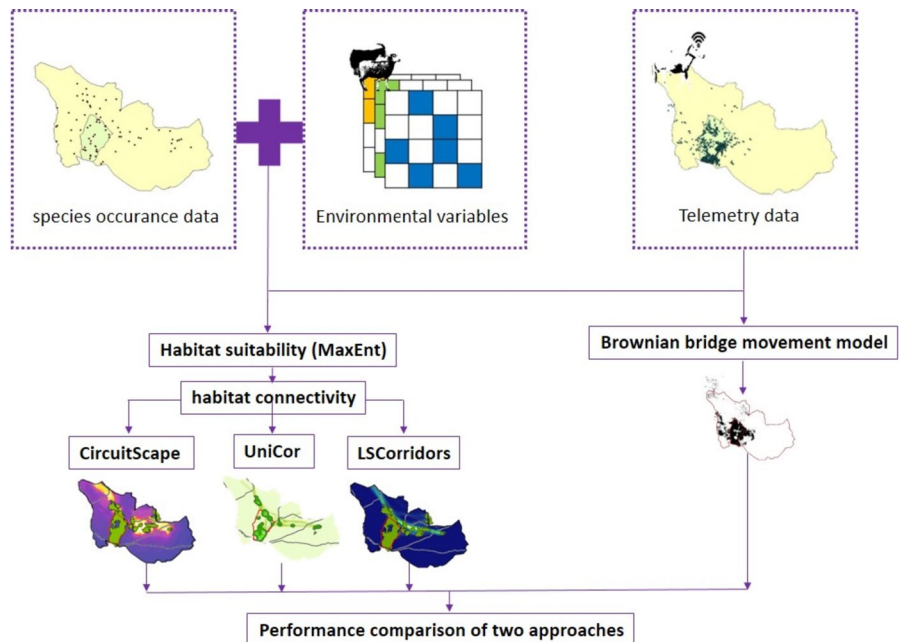 species occurance data
Environmental variables
Telemetry data
Habitat suitability (MaxEnt)
Brownian bridge movement model
habitat connectivity
CircuitScape
UniCor
LSCorridors
Performance comparison of two approaches